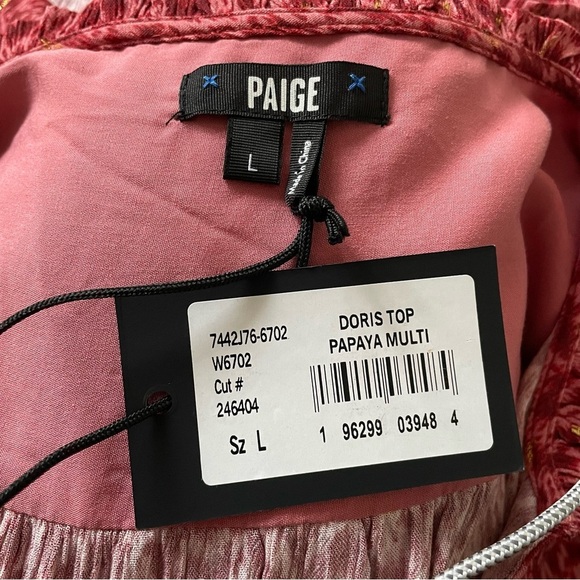 PAIGE
L
Made in China
7442J76-6702
W6702
Cut #
246404
Sz L
DORIS TOP
PAPAYA MULTI
1 96299 03948 4